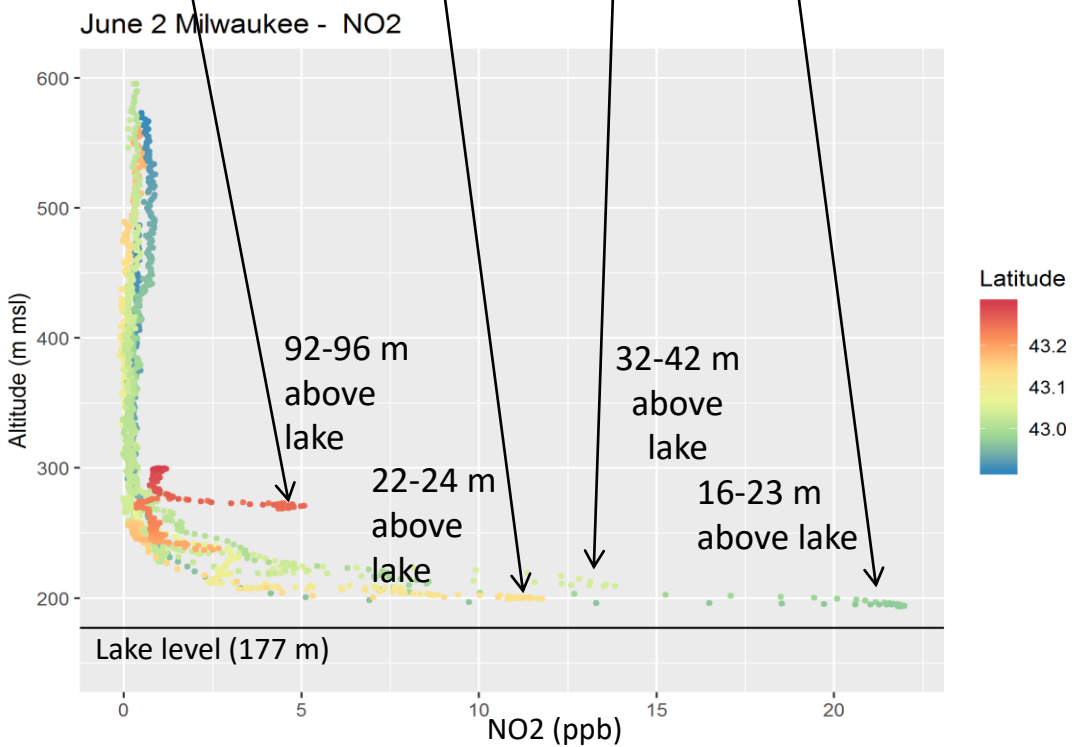 June 2 Milwaukee -  NO2
600
500
400
300
200
Altitude (m msl)
92-96 m
above
lake
22-24 m
above
lake
32-42 m
above
lake
16-23 m
above lake
Lake level (177 m)
0
5
10
15
20
NO2 (ppb)
Latitude
43.2
43.1
43.0